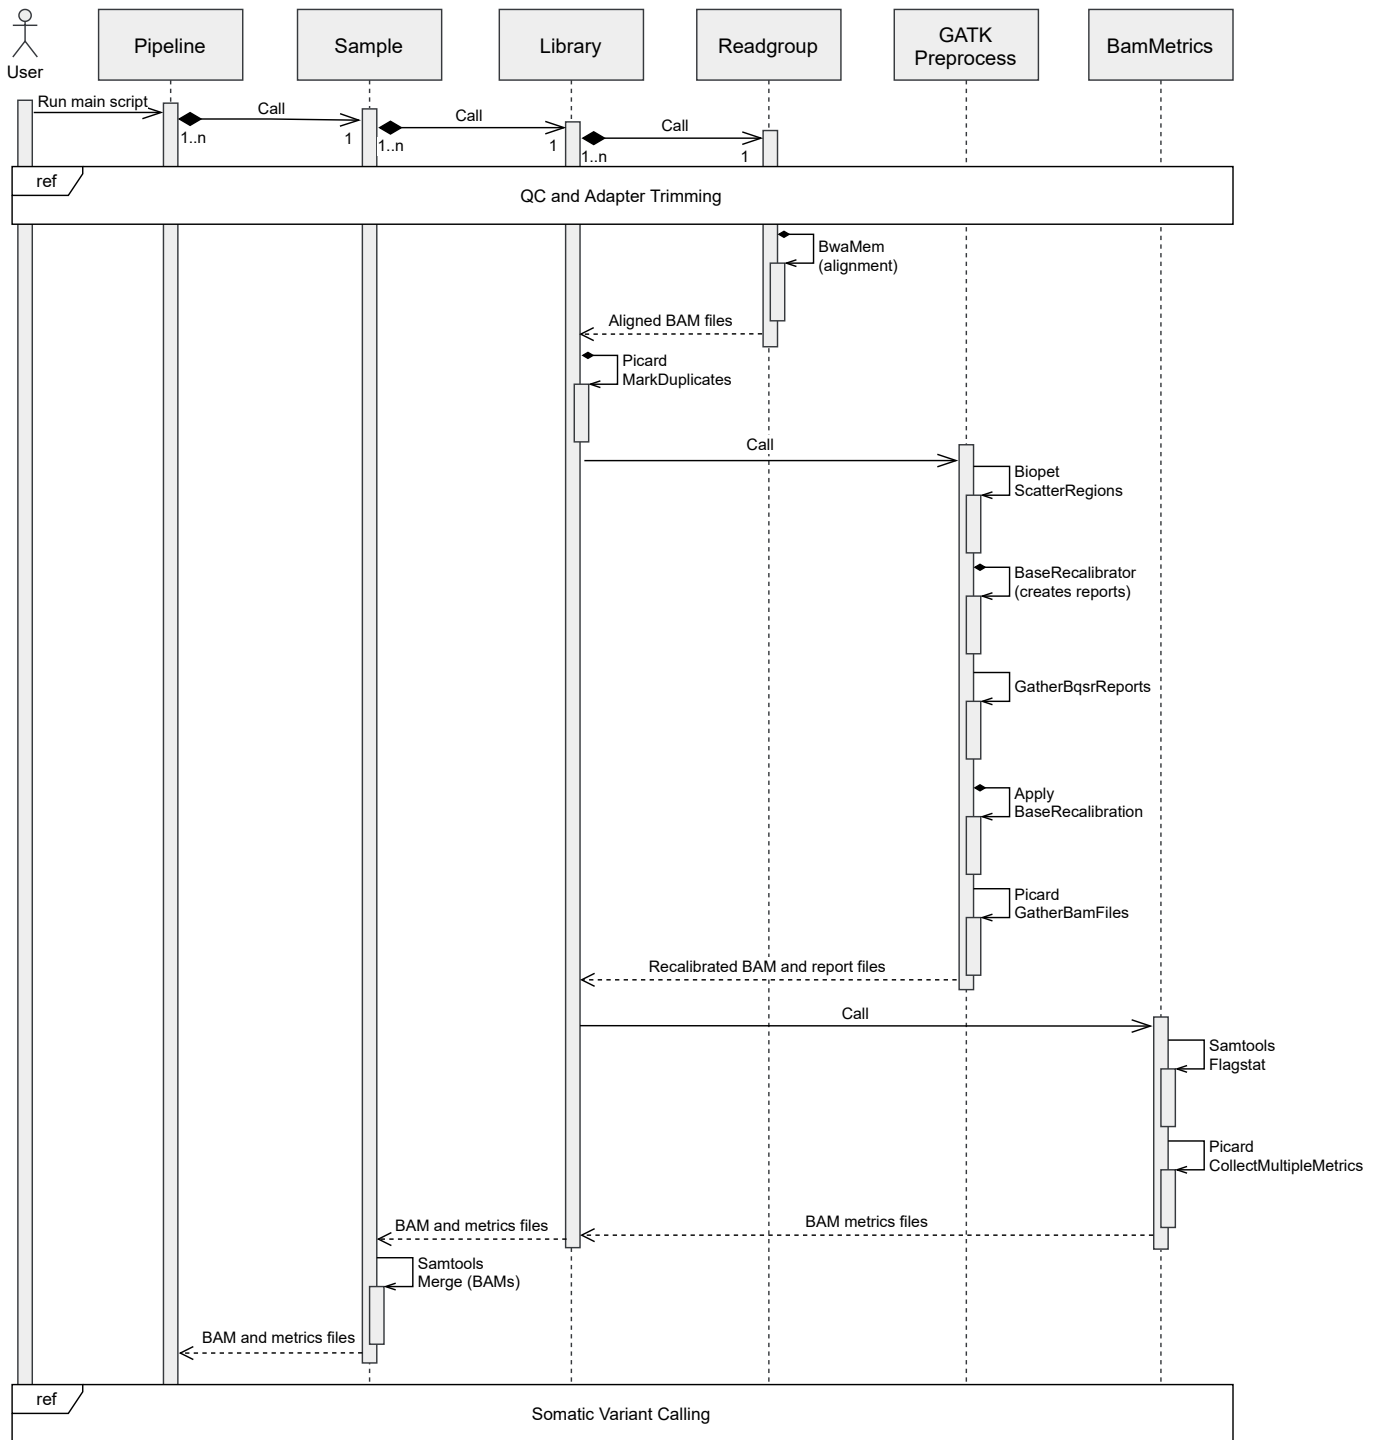 User
Pipeline
Sample
Library
Readgroup
GATK
Preprocess
BamMetrics
Run main script
Call
1..n
1
Call
1..n
1
Call
1..n
1
ref
QC and Adapter Trimming
BwaMem
(alignment)
Aligned BAM files
Picard
MarkDuplicates
Call
Biopet
ScatterRegions
BaseRecalibrator
(creates reports)
GatherBqsrReports
Apply
BaseRecalibration
Picard
GatherBamFiles
Recalibrated BAM and report files
Call
Samtools
Flagstat
Picard
CollectMultipleMetrics
BAM metrics files
BAM and metrics files
Samtools
Merge (BAMs)
BAM and metrics files
ref
Somatic Variant Calling